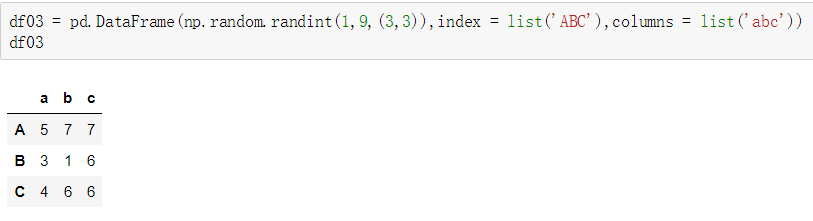 df03 = pd.DataFrame(np.random.randint(1,9,(3,3)),index = list('ABC'),columns = list('abc'))
df03
a b c
A 5 7 7
B 3 1 6
C 4 6 6